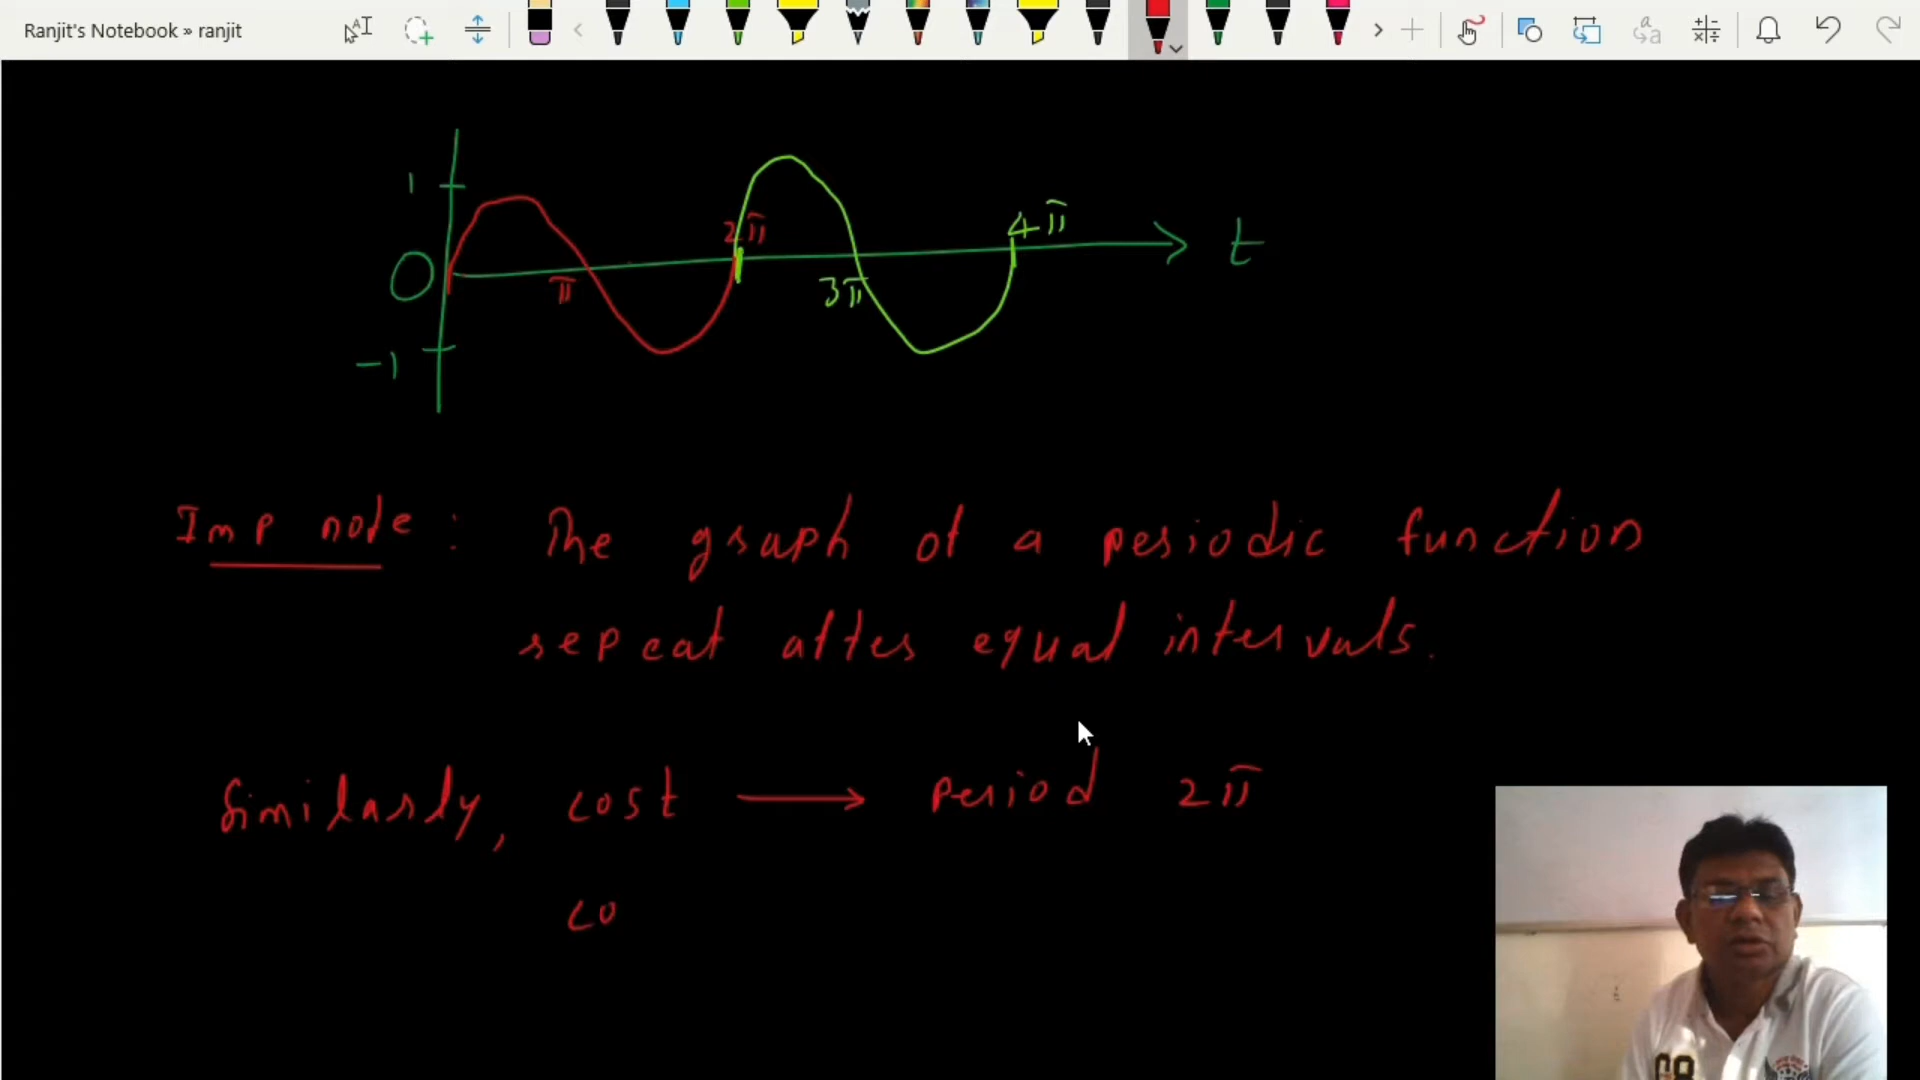 Ranjit's Notebook » ranjit
1
2π
4π
t
0
π
3π
-1
Imp note: The graph of a periodic function
repeat after equal intervals.
Similarly, cost → Period 2π
co